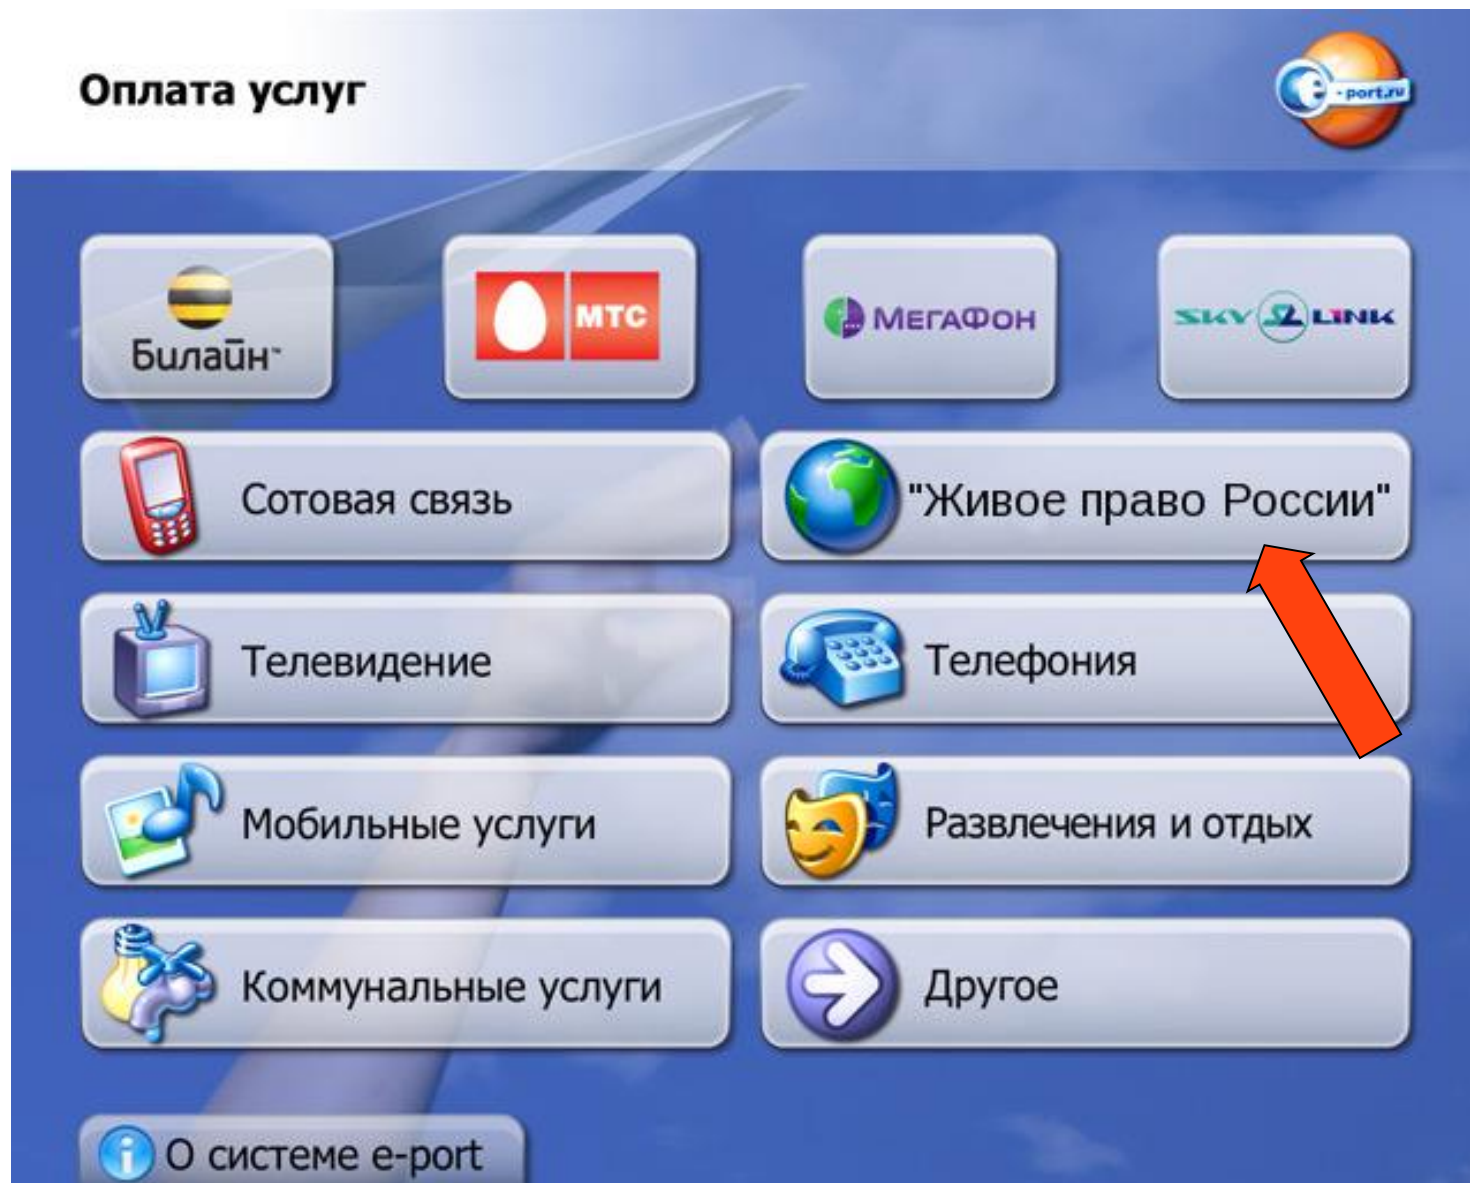 Оплата услуг
e-port.ru
Билайн™
МТС
МЕГАФОН
SKY LINK
Сотовая связь
"Живое право России"
Телевидение
Телефония
Мобильные услуги
Развлечения и отдых
Коммунальные услуги
Другое
О системе e-port